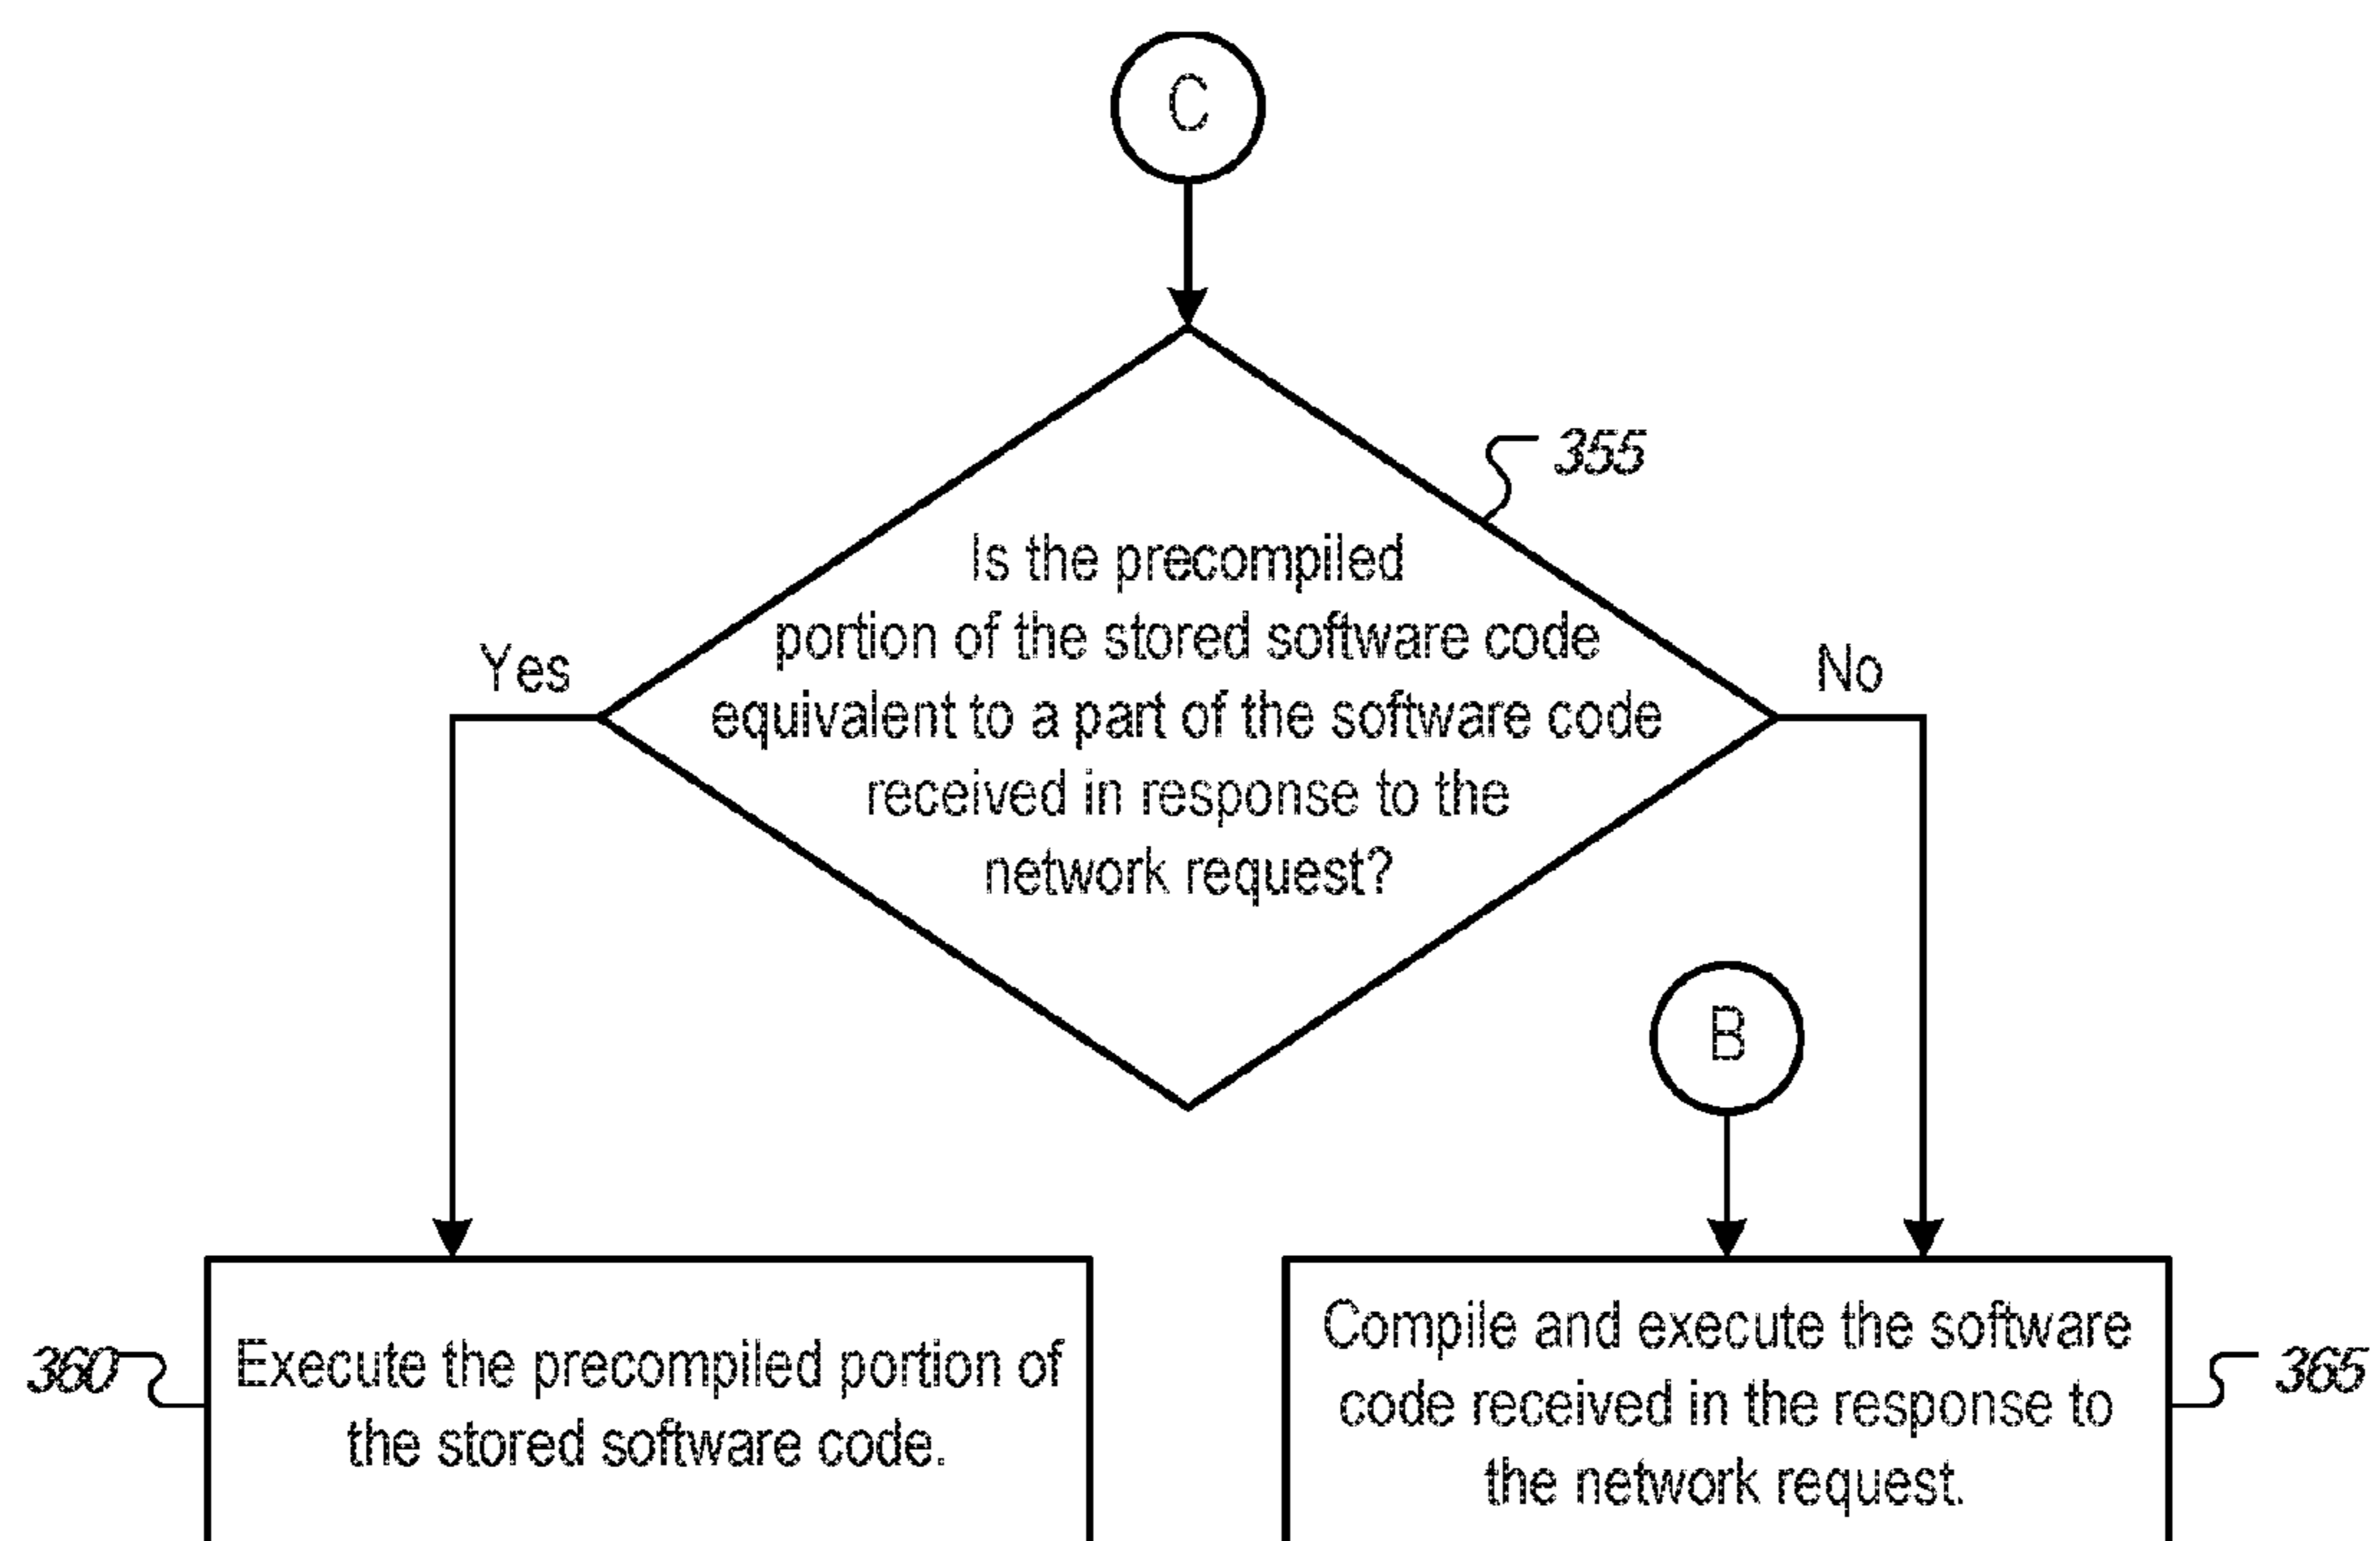 C
355
Is the precompiled
portion of the stored software code
equivalent to a part of the software code
received in response to the
network request?
Yes
No
B
360
Execute the precompiled portion of
the stored software code.
Compile and execute the software
code received in the response to
the network request.
365